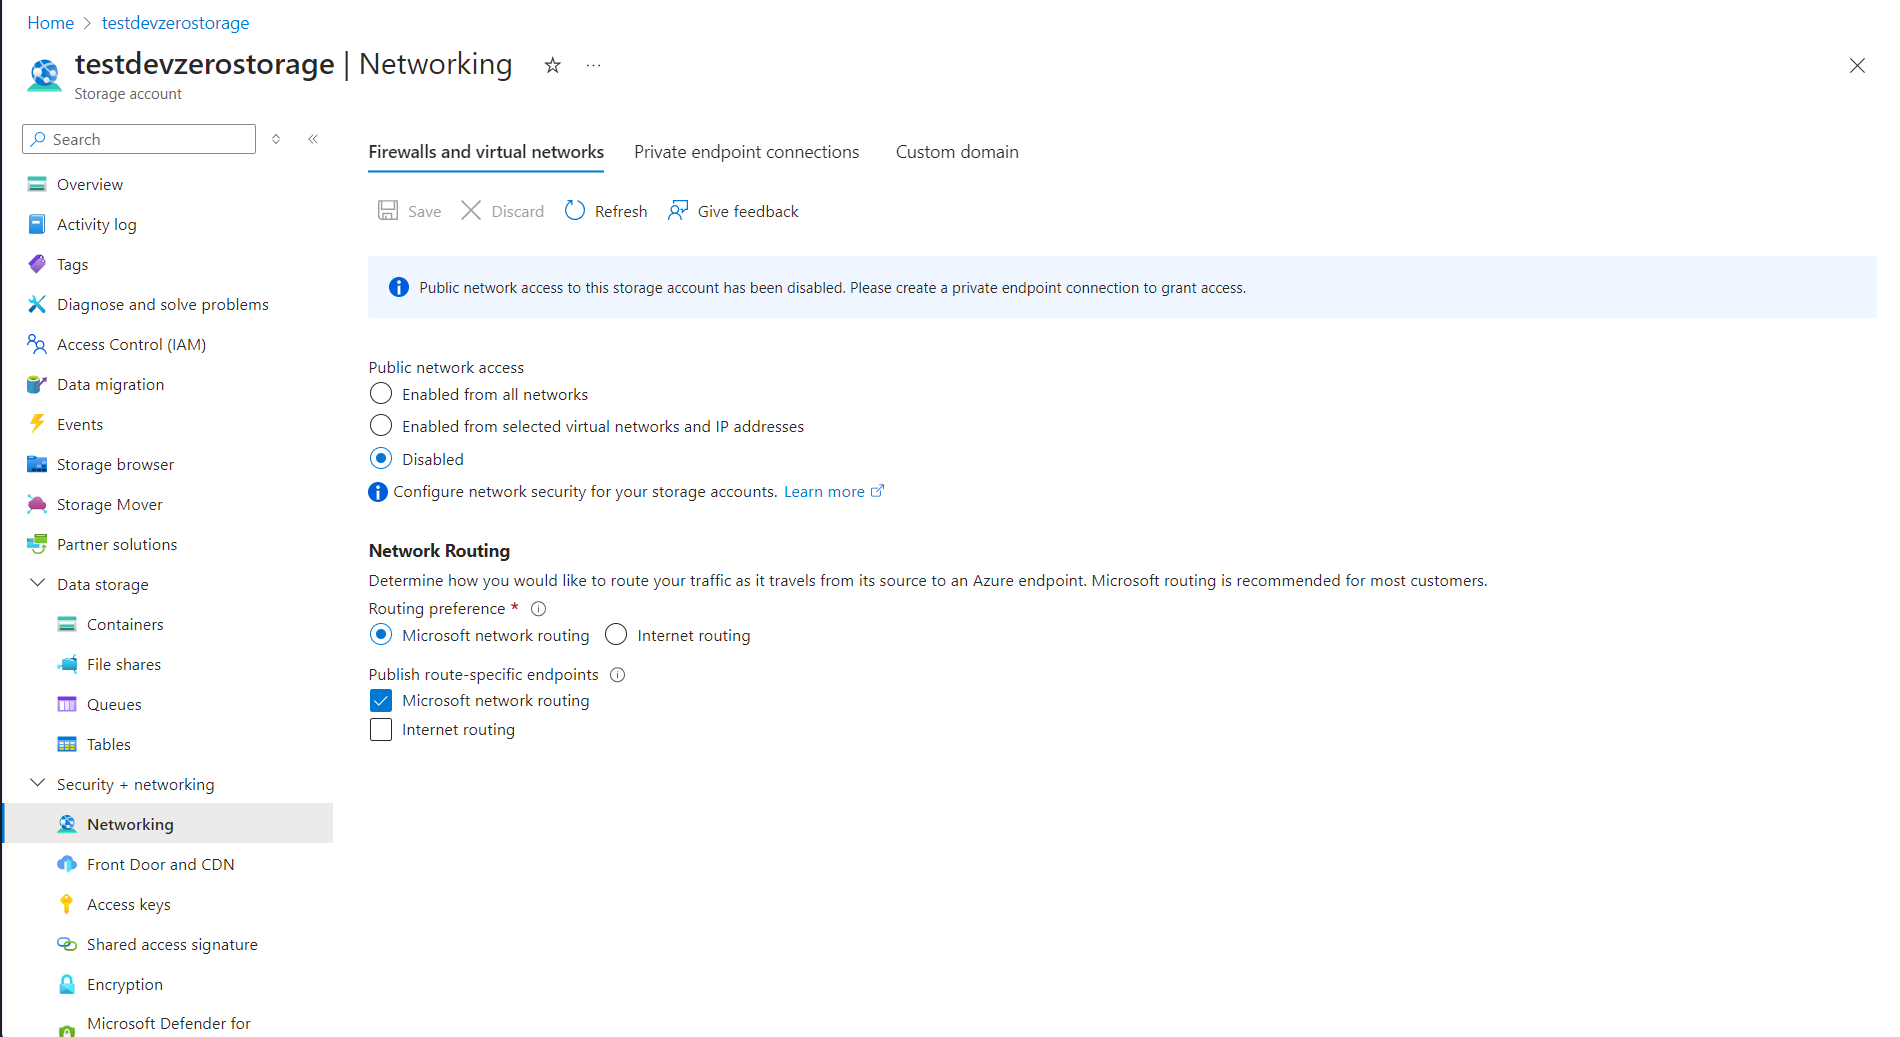 Home > testdevzerostorage
testdevzerostorage | Networking
Storage account
Search
Overview
Activity log
Tags
Diagnose and solve problems
Access Control (IAM)
Data migration
Events
Storage browser
Storage Mover
Partner solutions
Data storage
Containers
File shares
Queues
Tables
Security + networking
Networking
Front Door and CDN
Access keys
Shared access signature
Encryption
Microsoft Defender for
Firewalls and virtual networks Private endpoint connections Custom domain
Save Discard Refresh Give feedback
Public network access to this storage account has been disabled. Please create a private endpoint connection to grant access.
Public network access
Enabled from all networks
Enabled from selected virtual networks and IP addresses
Disabled
Configure network security for your storage accounts. Learn more
Network Routing
Determine how you would like to route your traffic as it travels from its source to an Azure endpoint. Microsoft routing is recommended for most customers.
Routing preference *
Microsoft network routing Internet routing
Publish route-specific endpoints
Microsoft network routing
Internet routing